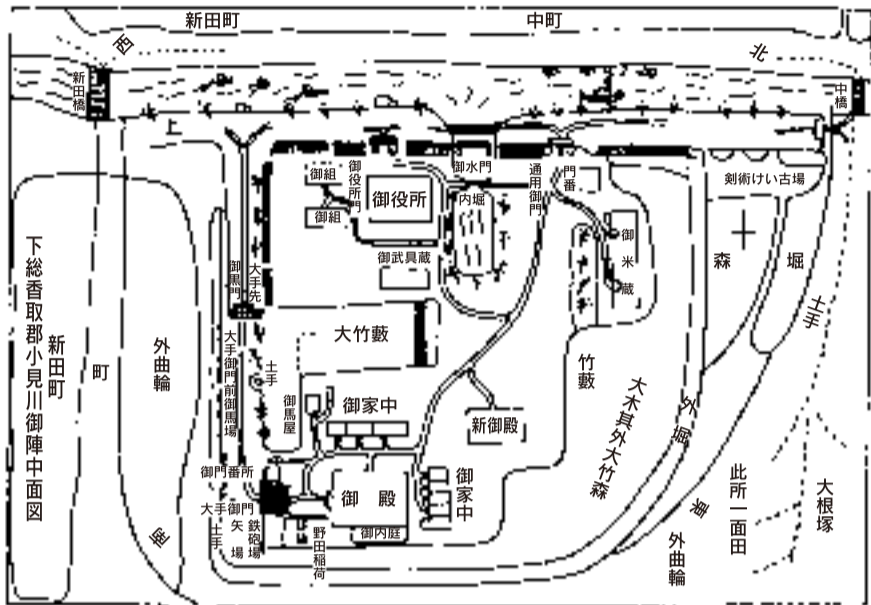 新田町
中町
西
北
新田橋
中橋
上
御組
御組
御役所門
御役所
御水門
内堀
通用御門
門番
剣術けい古場
御武具蔵
御米蔵
森
堀
土手
御黒門
大手先
大竹藪
竹藪
下総香取郡小見川御陣中面図
新田町
町
外曲輪
大手御門前御馬場
土手
御馬屋
御家中
新御殿
大木其外大竹森
外堀
御門番所
大手御門
土手
矢場
鉄砲場
野田稲荷
御殿
御内庭
御家中
南
東
外曲輪
此所一面田
大根塚